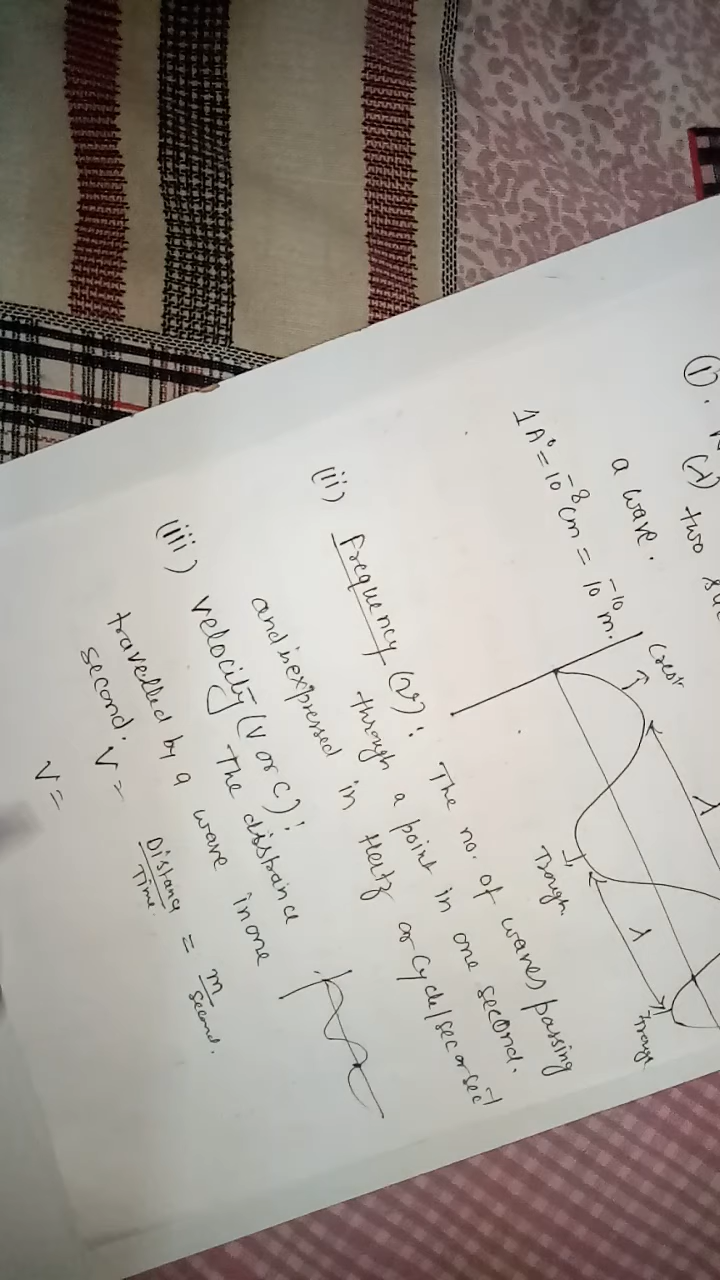 ①.
(λ) two
a wave.
1 A° = 10⁻⁸ cm = 10⁻¹⁰ m.
Crest
λ
Trough
λ
(ii) Frequency (ν): The no. of waves passing
through a point in one second.
and is expressed in Hertz or Cycle/sec or sec⁻¹
(iii) velocity (V or C): The distance
travelled by a wave in one
second. V = Distance/Time. = m/second.
V =